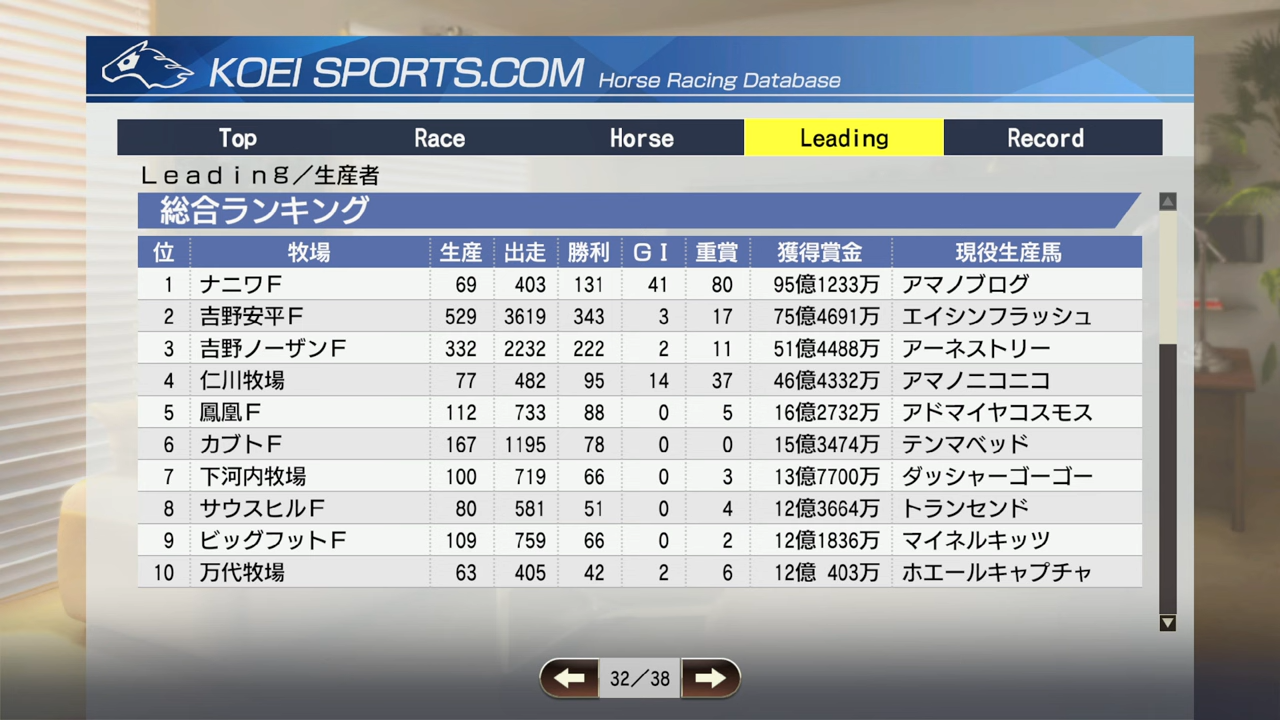 KOEI SPORTS.COM Horse Racing Database
Top Race Horse Leading Record
Ｌｅａｄｉｎｇ／生産者
総合ランキング
位 牧場 生産 出走 勝利 ＧⅠ 重賞 獲得賞金 現役生産馬
1 ナニワＦ 69 403 131 41 80 95億1233万 アマノブログ
2 吉野安平Ｆ 529 3619 343 3 17 75億4691万 エイシンフラッシュ
3 吉野ノーザンＦ 332 2232 222 2 11 51億4488万 アーネストリー
4 仁川牧場 77 482 95 14 37 46億4332万 アマノニコニコ
5 鳳凰Ｆ 112 733 88 0 5 16億2732万 アドマイヤコスモス
6 カブトＦ 167 1195 78 0 0 15億3474万 テンマベッド
7 下河内牧場 100 719 66 0 3 13億7700万 ダッシャーゴーゴー
8 サウスヒルＦ 80 581 51 0 4 12億3664万 トランセンド
9 ビッグフットＦ 109 759 66 0 2 12億1836万 マイネルキッツ
10 万代牧場 63 405 42 2 6 12億 403万 ホエールキャプチャ
32／38